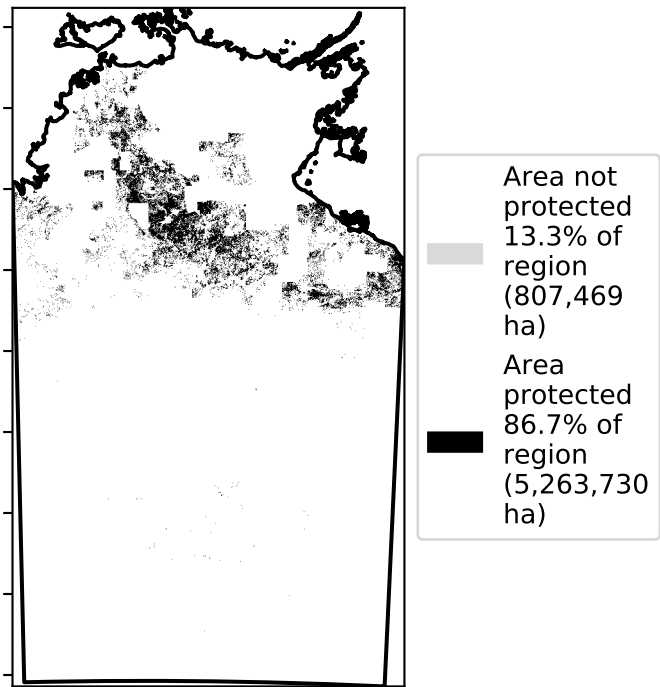 Area not
protected
13.3% of
region
(807,469
ha)
Area
protected
86.7% of
region
(5,263,730
ha)